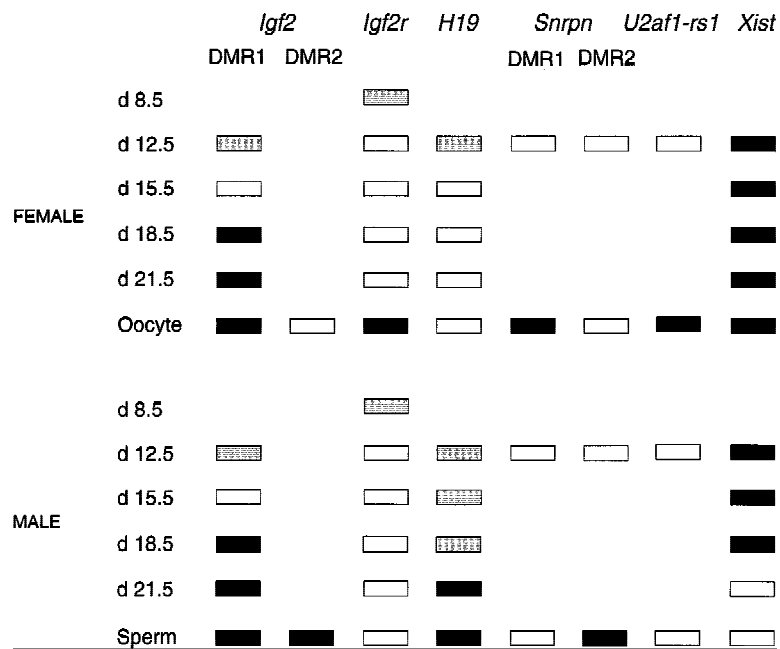 Igf2 Igf2r H19 Snrpn U2af1-rs1 Xist
DMR1 DMR2 DMR1 DMR2
d 8.5
d 12.5
d 15.5
FEMALE
d 18.5
d 21.5
Oocyte
d 8.5
d 12.5
d 15.5
MALE
d 18.5
d 21.5
Sperm